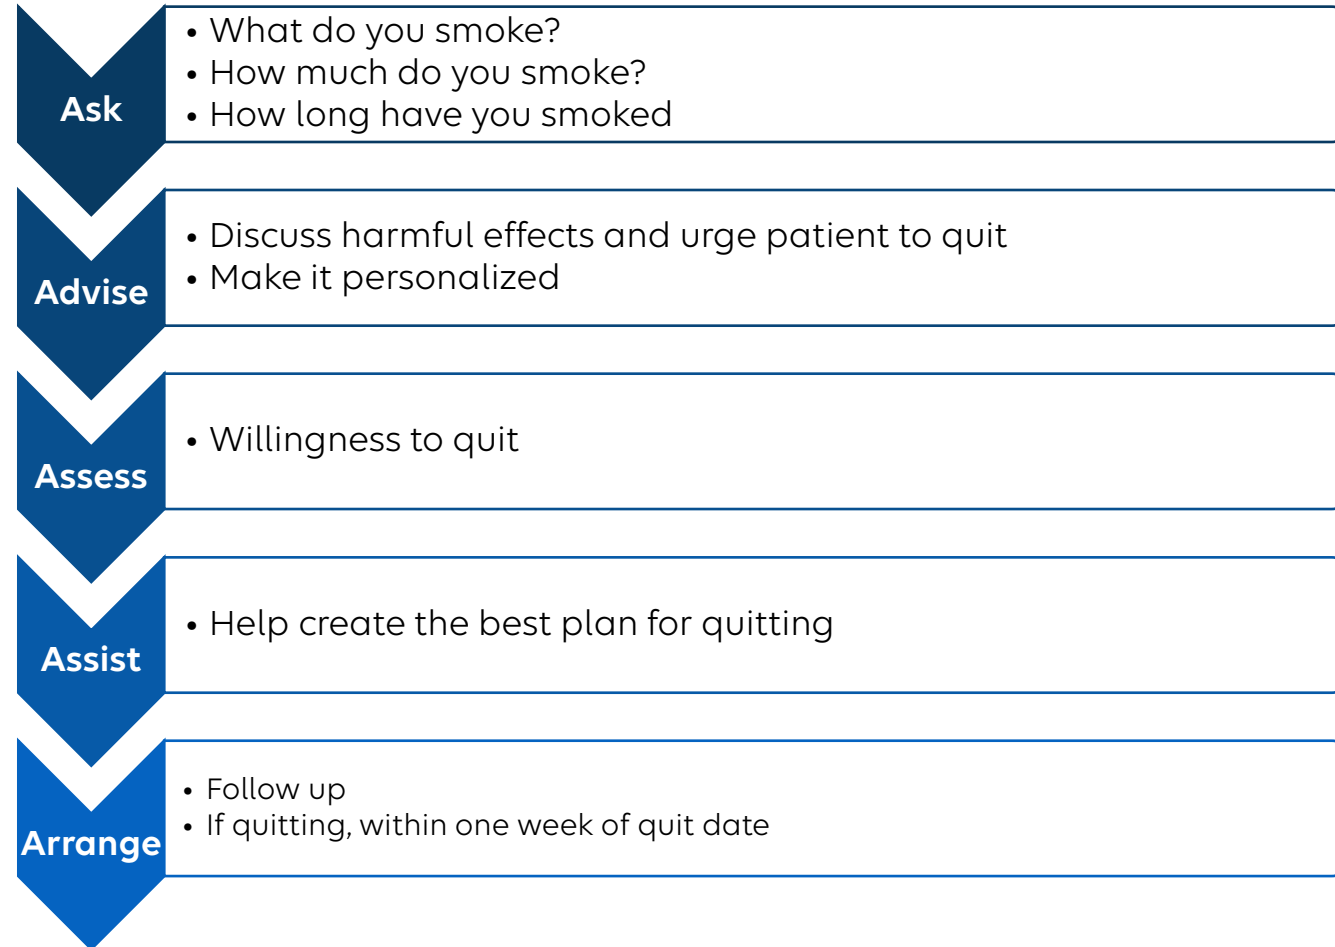 Ask
• What do you smoke?
• How much do you smoke?
• How long have you smoked
Advise
• Discuss harmful effects and urge patient to quit
• Make it personalized
Assess
• Willingness to quit
Assist
• Help create the best plan for quitting
Arrange
• Follow up
• If quitting, within one week of quit date